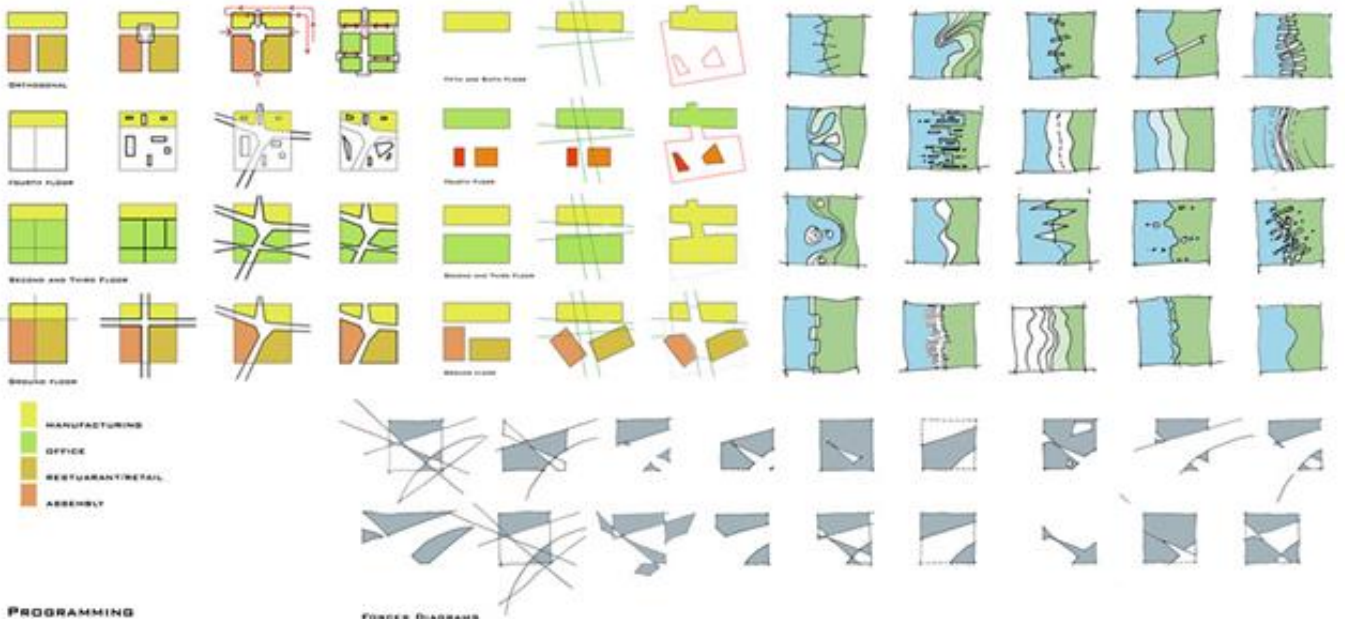 ORTHOGONAL
FIFTH AND SIXTH FLOOR
FOURTH FLOOR
FOURTH FLOOR
SECOND AND THIRD FLOOR
SECOND AND THIRD FLOOR
GROUND FLOOR
GROUND FLOOR
MANUFACTURING
OFFICE
RESTUARANT/RETAIL
ASSEMBLY
PROGRAMMING
FORCES DIAGRAMS